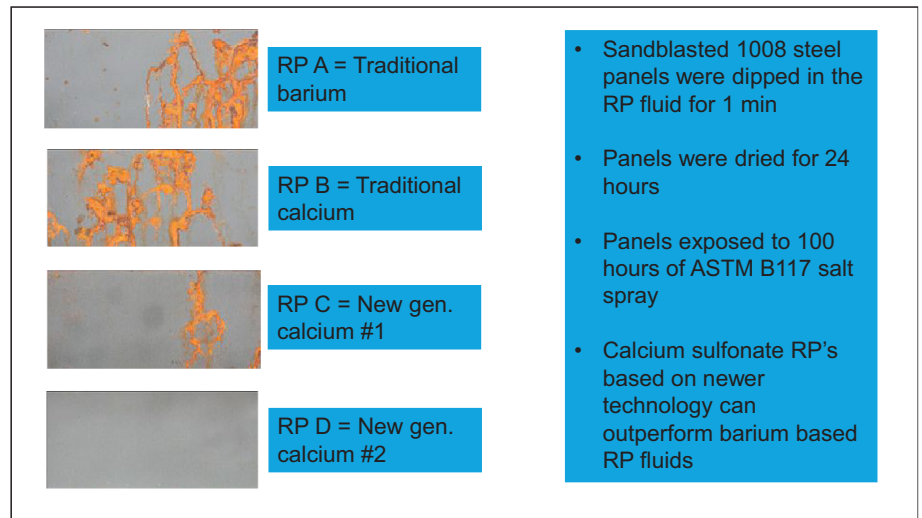 RP A = Traditional
barium
RP B = Traditional
calcium
RP C = New gen.
calcium #1
RP D = New gen.
calcium #2
• Sandblasted 1008 steel
panels were dipped in the
RP fluid for 1 min
• Panels were dried for 24
hours
• Panels exposed to 100
hours of ASTM B117 salt
spray
• Calcium sulfonate RP's
based on newer
technology can
outperform barium based
RP fluids